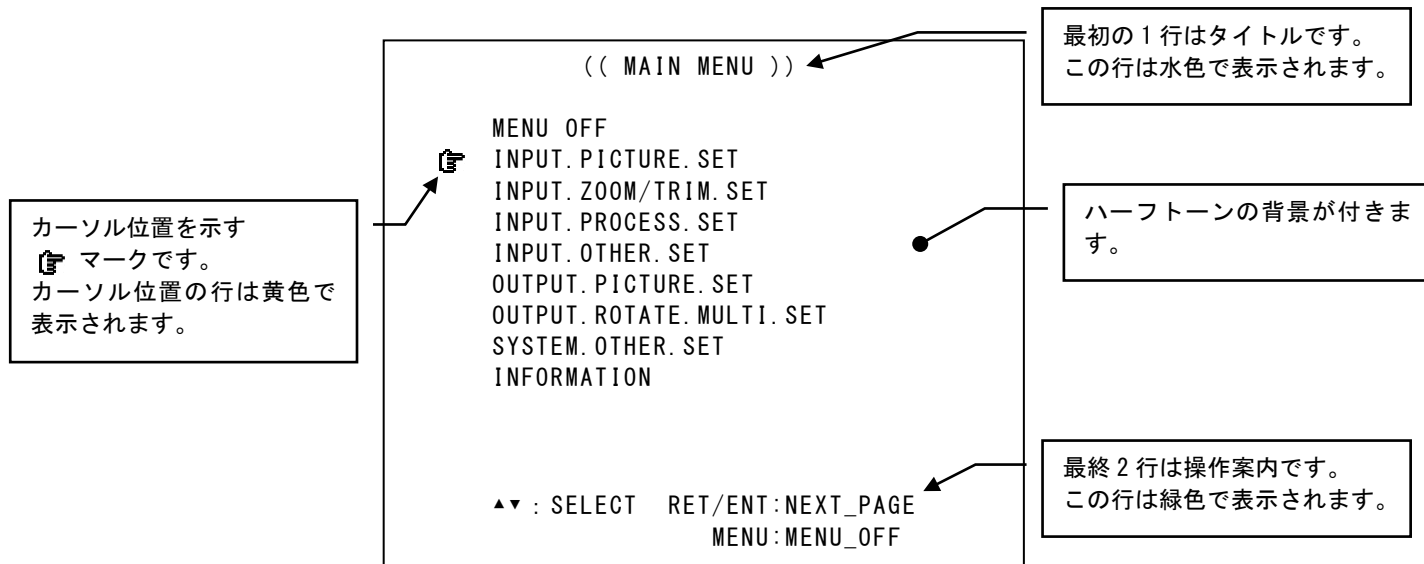 (( MAIN MENU ))
MENU OFF
INPUT.PICTURE.SET
INPUT.ZOOM/TRIM.SET
INPUT.PROCESS.SET
INPUT.OTHER.SET
OUTPUT.PICTURE.SET
OUTPUT.ROTATE.MULTI.SET
SYSTEM.OTHER.SET
INFORMATION
▲▼:SELECT RET/ENT:NEXT_PAGE
MENU:MENU_OFF
カーソル位置を示す
☞ マークです。
カーソル位置の行は黄色で
表示されます。
最初の1行はタイトルです。
この行は水色で表示されます。
ハーフトーンの背景が付きま
す。
最終2行は操作案内です。
この行は緑色で表示されます。